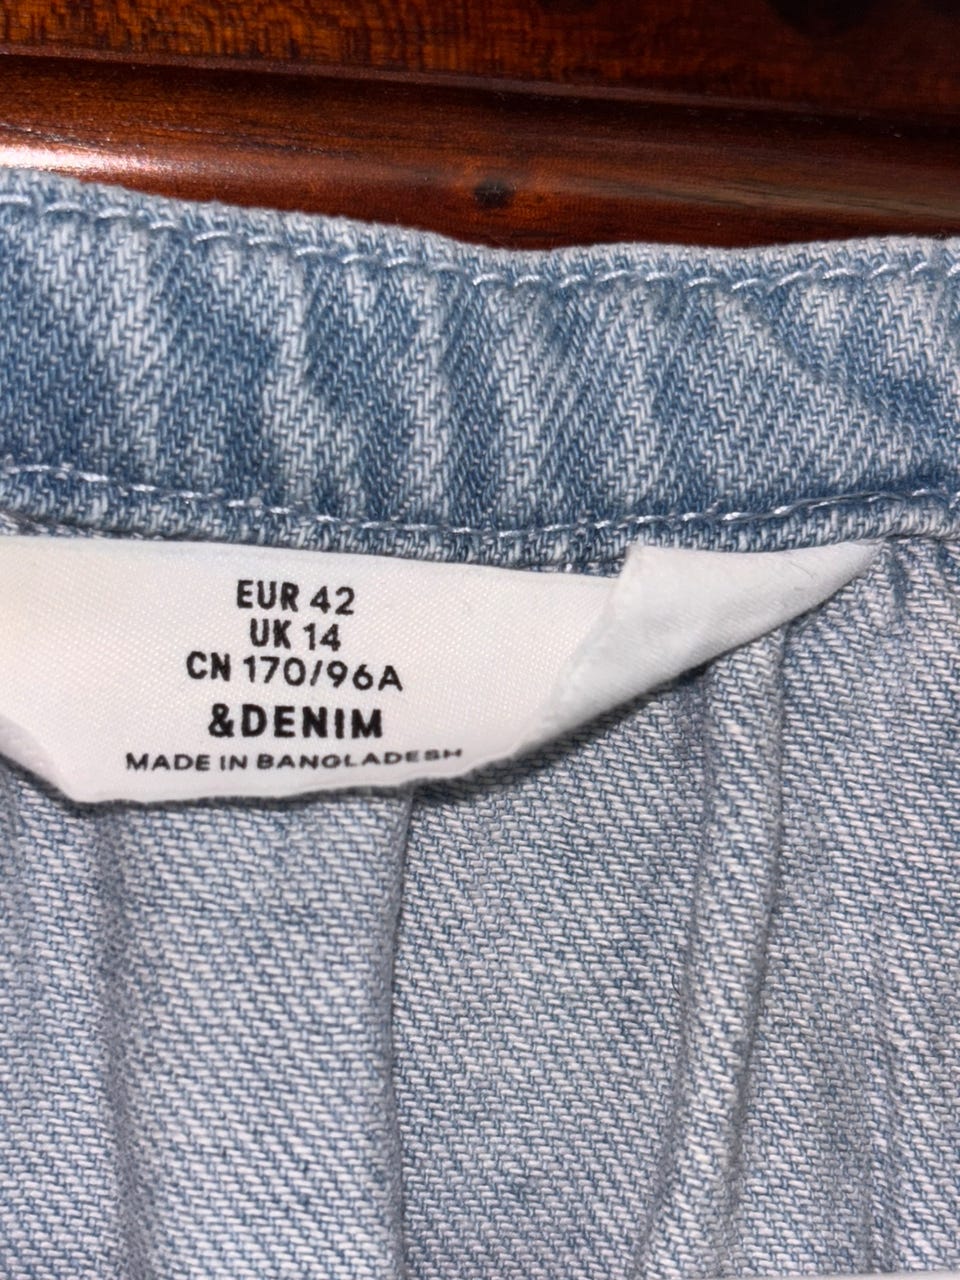 EUR 42
UK 14
CN 170/96A
&DENIM
MADE IN BANGLADESH